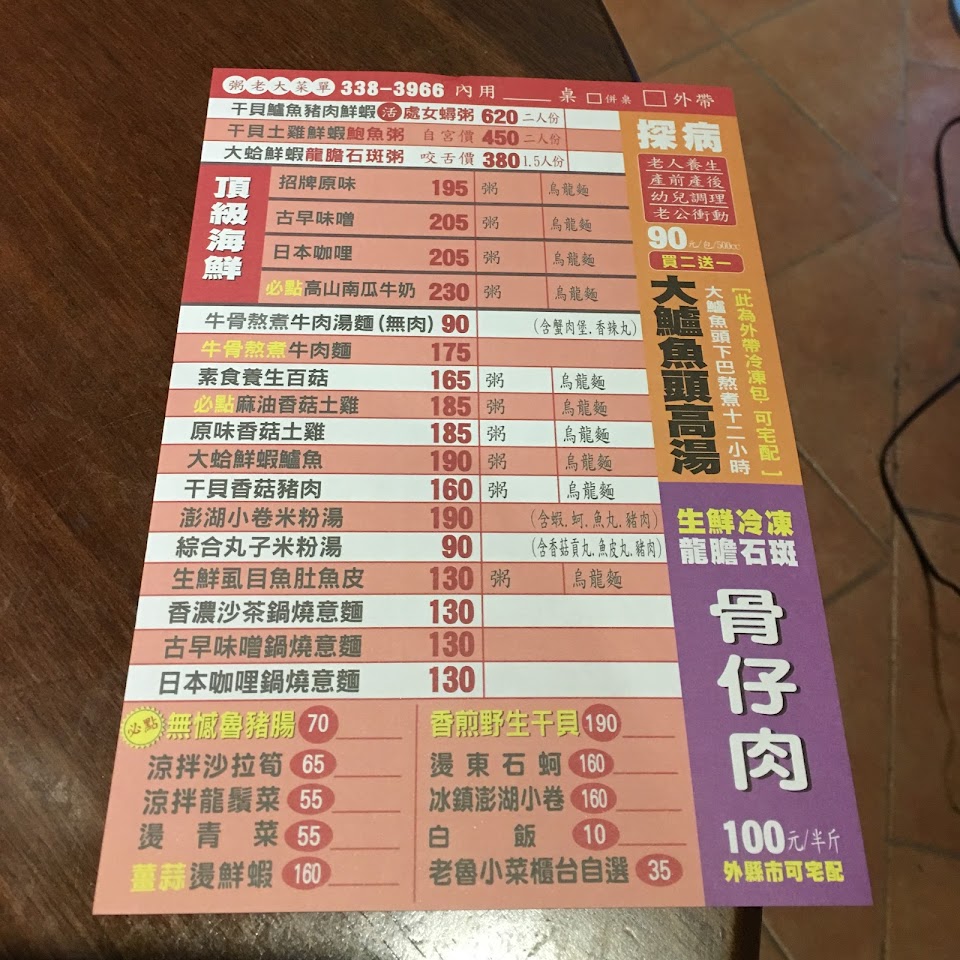 粥老大菜單 338-3966 內用____桌 □併桌 □外帶
干貝鱸魚豬肉鮮蝦 活 處女蟳粥 620 二人份
干貝土雞鮮蝦鮑魚粥 自宮價 450 二人份
大蛤鮮蝦龍膽石斑粥 咬舌價 380 1.5人份
頂級海鮮
招牌原味 195 粥 烏龍麵
古早味噌 205 粥 烏龍麵
日本咖哩 205 粥 烏龍麵
必點高山南瓜牛奶 230 粥 烏龍麵
牛骨熬煮牛肉湯麵(無肉) 90 (含蟹肉堡.香辣丸)
牛骨熬煮牛肉麵 175
素食養生百菇 165 粥 烏龍麵
必點麻油香菇土雞 185 粥 烏龍麵
原味香菇土雞 185 粥 烏龍麵
大蛤鮮蝦鱸魚 190 粥 烏龍麵
干貝香菇豬肉 160 粥 烏龍麵
澎湖小卷米粉湯 190 (含蝦.蚵.魚丸.豬肉)
綜合丸子米粉湯 90 (含香菇貢丸.魚皮丸.豬肉)
生鮮虱目魚肚魚皮 130 粥 烏龍麵
香濃沙茶鍋燒意麵 130
古早味噌鍋燒意麵 130
日本咖哩鍋燒意麵 130
必點 無憾魯豬腸 70
涼拌沙拉筍 65
涼拌龍鬚菜 55
燙青菜 55
薑蒜燙鮮蝦 160
香煎野生干貝 190
燙東石蚵 160
冰鎮澎湖小卷 160
白飯 10
老魯小菜櫃台自選 35
探病
老人養生
產前產後
幼兒調理
老公衝動
90元/包/500cc
買二送一
[此為外帶冷凍包,可宅配]
大鱸魚頭下巴熬煮十二小時
大鱸魚頭高湯
生鮮冷凍
龍膽石斑
骨仔肉
100元/半斤
外縣市可宅配